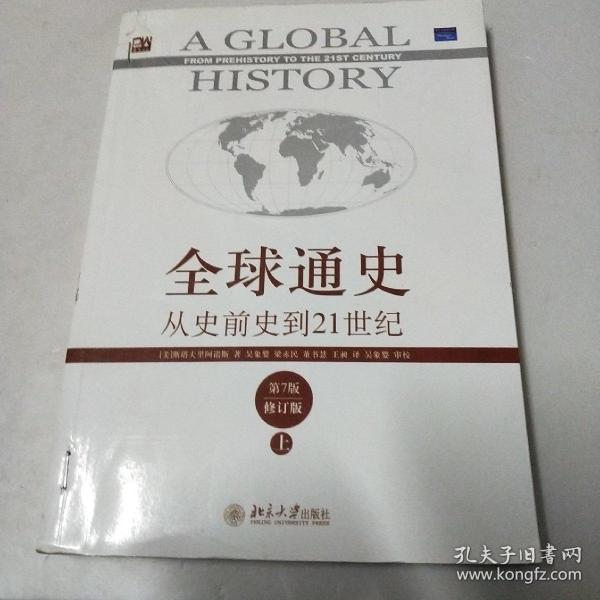 A GLOBAL
FROM PREHISTORY TO THE 21ST CENTURY
HISTORY
全球通史
从史前史到21世纪
[美]斯塔夫里阿诺斯 著 吴象婴 梁赤民 董书慧 王昶 译 吴象婴 审校
第7版
修订版
上
北京大学出版社
PEKING UNIVERSITY PRESS
孔夫子旧书网
www.kongfz.com